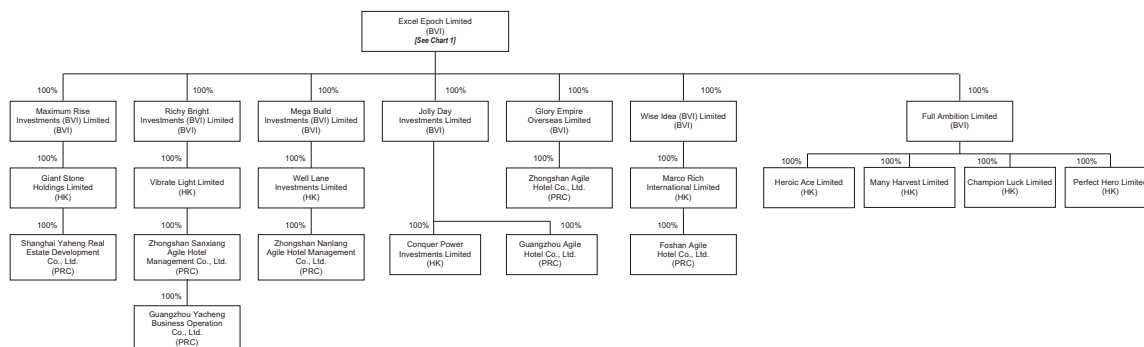 Excel Epoch Limited
(BVI)
[See Chart 1]
100%
100%
100%
100%
100%
100%
100%
Maximum Rise
Investments (BVI) Limited
(BVI)
Richy Bright
Investments (BVI) Limited
(BVI)
Mega Build
Investments (BVI) Limited
(BVI)
Jolly Day
Investments Limited
(BVI)
Glory Empire
Overseas Limited
(BVI)
Wise Idea (BVI) Limited
(BVI)
Full Ambition Limited
(BVI)
100%
100%
100%
100%
100%
100%
100%
100%
100%
Giant Stone
Holdings Limited
(HK)
Vibrate Light Limited
(HK)
Well Lane
Investments Limited
(HK)
Zhongshan Agile
Hotel Co., Ltd.
(PRC)
Marco Rich
International Limited
(HK)
Heroic Ace Limited
(HK)
Many Harvest Limited
(HK)
Champion Luck Limited
(HK)
Perfect Hero Limited
(HK)
100%
100%
100%
100%
100%
100%
Shanghai Yaheng Real
Estate Development
Co., Ltd.
(PRC)
Zhongshan Sanxiang
Agile Hotel
Management Co., Ltd.
(PRC)
Zhongshan Nanlang
Agile Hotel Management
Co., Ltd.
(PRC)
Conquer Power
Investments Limited
(HK)
Guangzhou Agile
Hotel Co., Ltd.
(PRC)
Foshan Agile
Hotel Co., Ltd.
(PRC)
100%
Guangzhou Yacheng
Business Operation
Co., Ltd.
(PRC)